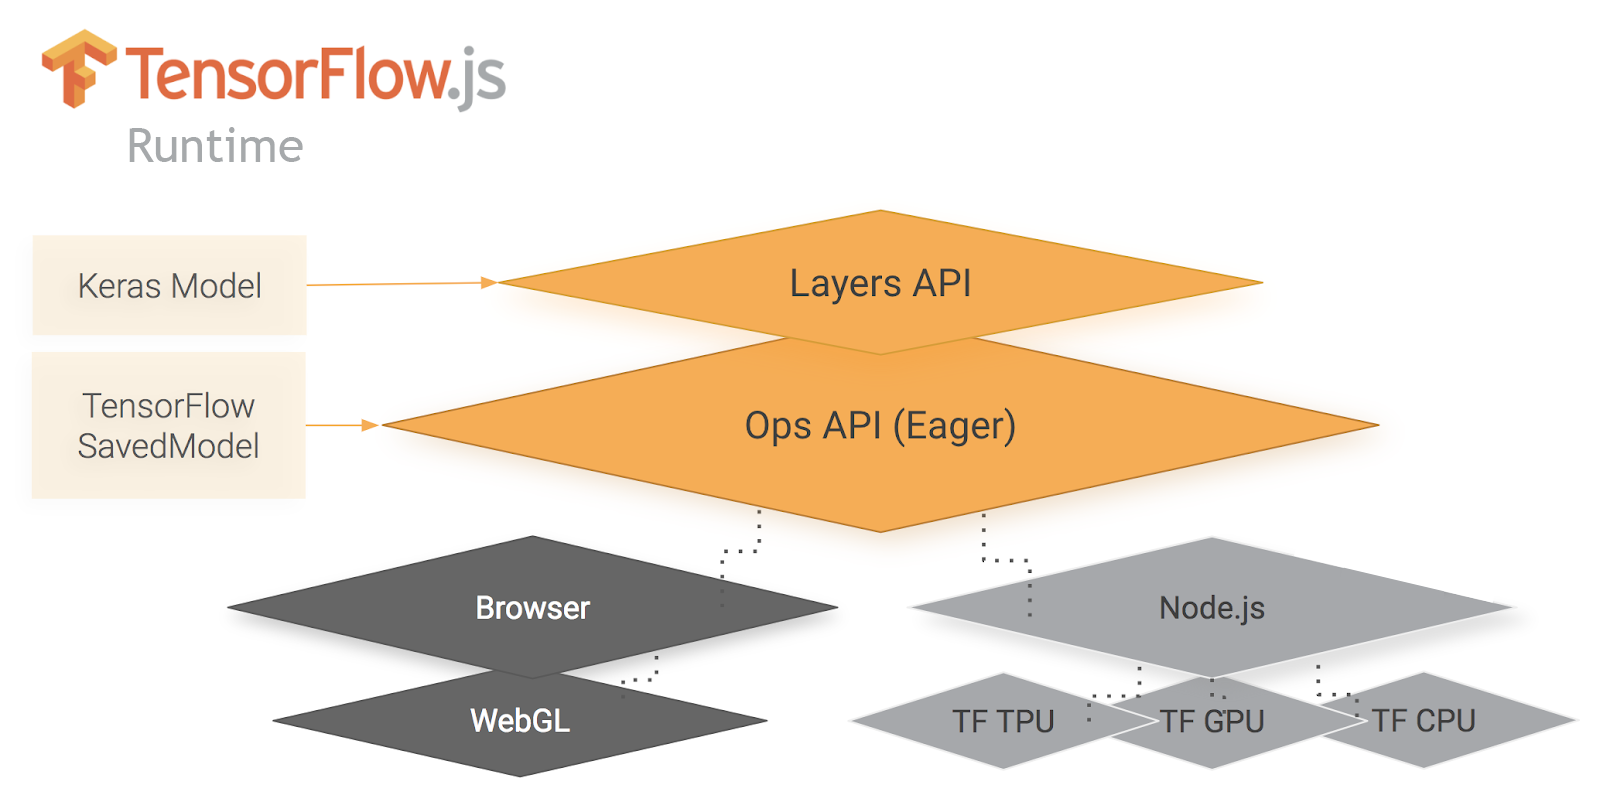 TensorFlow.js
Runtime
Keras Model
Layers API
TensorFlow
SavedModel
Ops API (Eager)
Browser
Node.js
WebGL
TF TPU
TF GPU
TF CPU